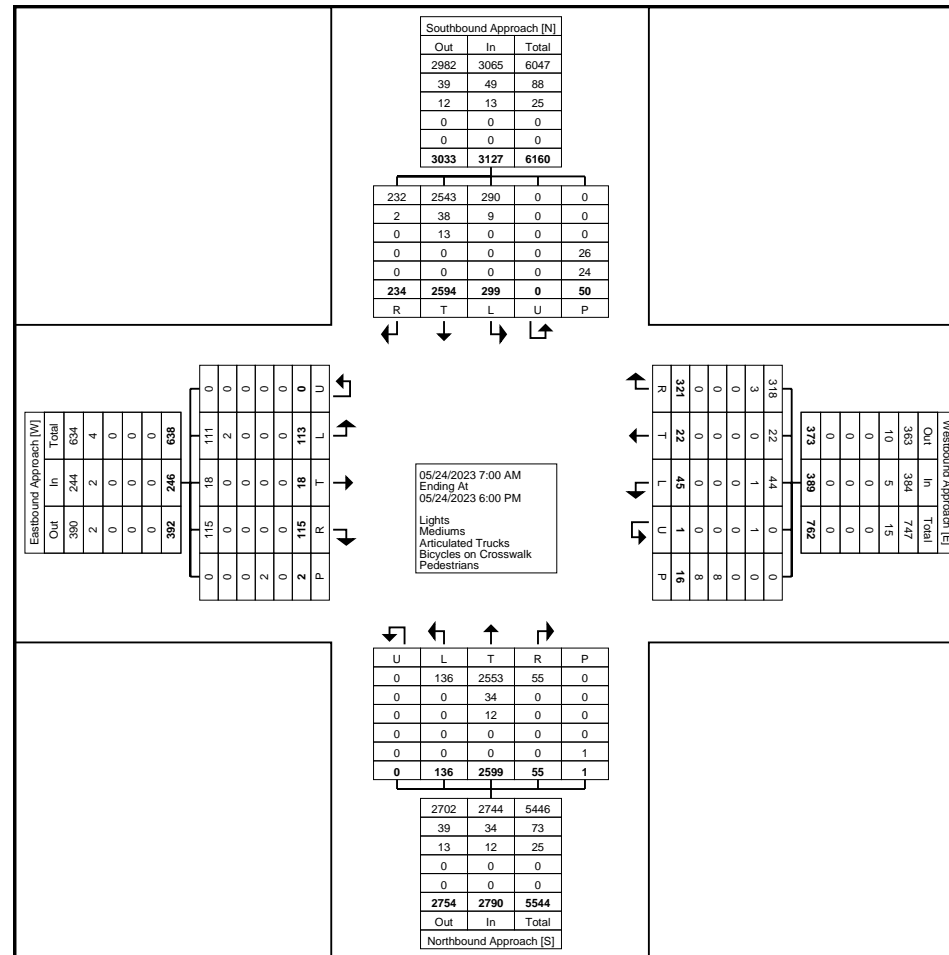 Southbound Approach [N]
Out In Total
2982 3065 6047
39 49 88
12 13 25
0 0 0
0 0 0
3033 3127 6160
232 2543 290 0 0
2 38 9 0 0
0 13 0 0 0
0 0 0 0 26
0 0 0 0 24
234 2594 299 0 50
R T L U P
Eastbound Approach [W]
Total In Out
634 244 390
4 2 2
0 0 0
0 0 0
0 0 0
638 246 392
0 111 18 115 0
0 2 0 0 0
0 0 0 0 0
0 0 0 0 2
0 0 0 0 0
0 113 18 115 2
U L T R P
05/24/2023 7:00 AM
Ending At
05/24/2023 6:00 PM
Lights
Mediums
Articulated Trucks
Bicycles on Crosswalk
Pedestrians
Westbound Approach [E]
Out In Total
363 384 747
10 5 15
0 0 0
0 0 0
0 0 0
373 389 762
318 22 44 0 0
3 0 1 1 0
0 0 0 0 0
0 0 0 0 8
0 0 0 0 8
321 22 45 1 16
R T L U P
U L T R P
0 136 2553 55 0
0 0 34 0 0
0 0 12 0 0
0 0 0 0 0
0 0 0 0 1
0 136 2599 55 1
2702 2744 5446
39 34 73
13 12 25
0 0 0
0 0 0
2754 2790 5544
Out In Total
Northbound Approach [S]